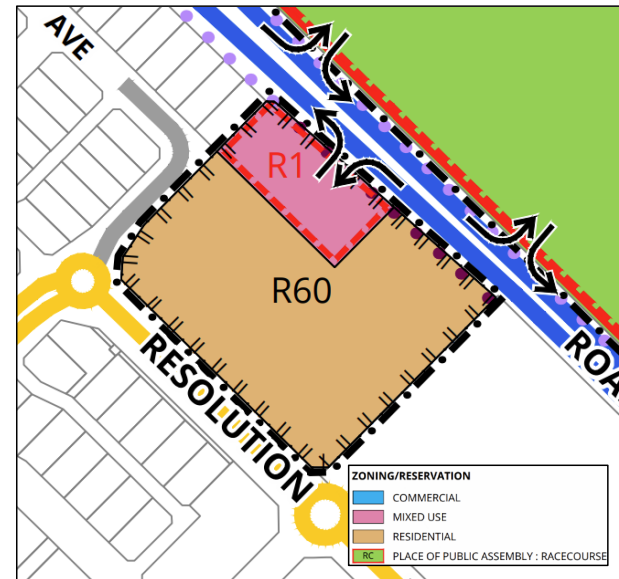 AVE
R1
R60
RESOLUTION
ROA
ZONING/RESERVATION
COMMERCIAL
MIXED USE
RESIDENTIAL
RC PLACE OF PUBLIC ASSEMBLY : RACECOURSE